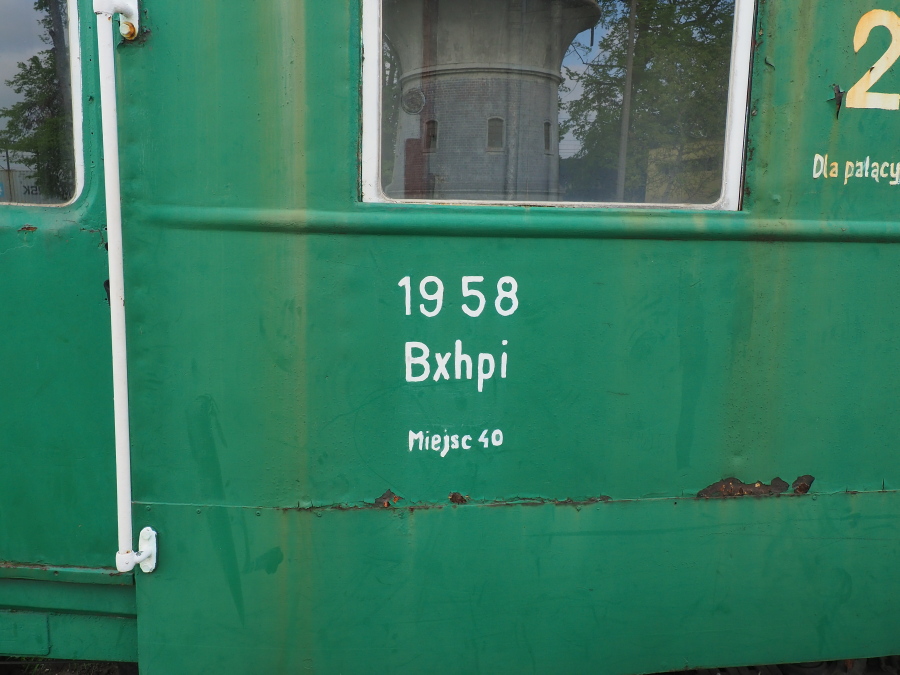 2
Dla palący
1958
Bxhpi
Miejsc 40